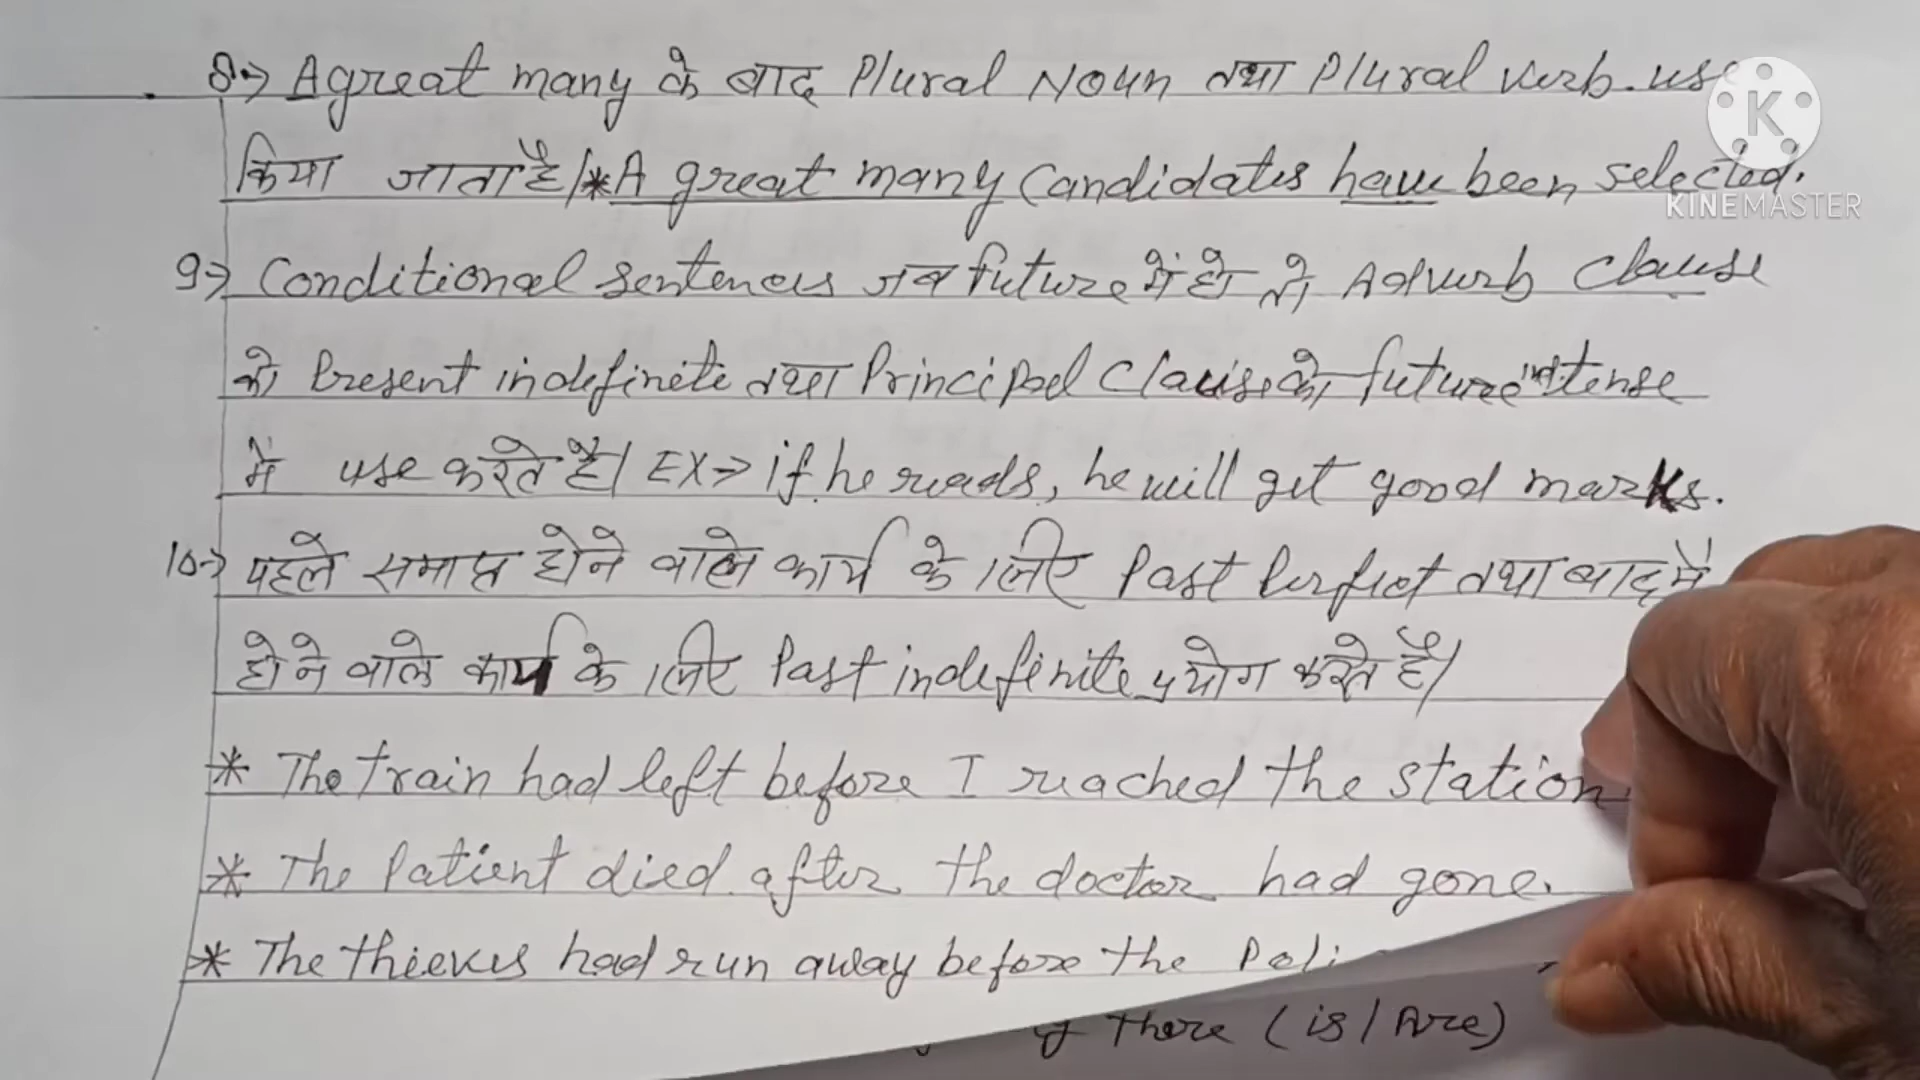 8→ A great many के बाद Plural Noun तथा Plural verb. use
किया जाता है।* A great many Candidates have been selected.
9→ Conditional sentences जब future में हो तो Adverb Clause
को Present indefinite तथा Principal Clause को future ind. tense
में use करते है। EX→ if he reads, he will get good marks.
10→ पहले समाप्त होने वाले कार्य के लिए Past Perfect तथा बाद में
होने वाले कार्य के लिए Past indefinite प्रयोग करते है।
* The train had left before I reached the station.
* The Patient died after the doctor had gone.
* The thieves had run away before the Poli
There (is/Are)
K
KINEMASTER